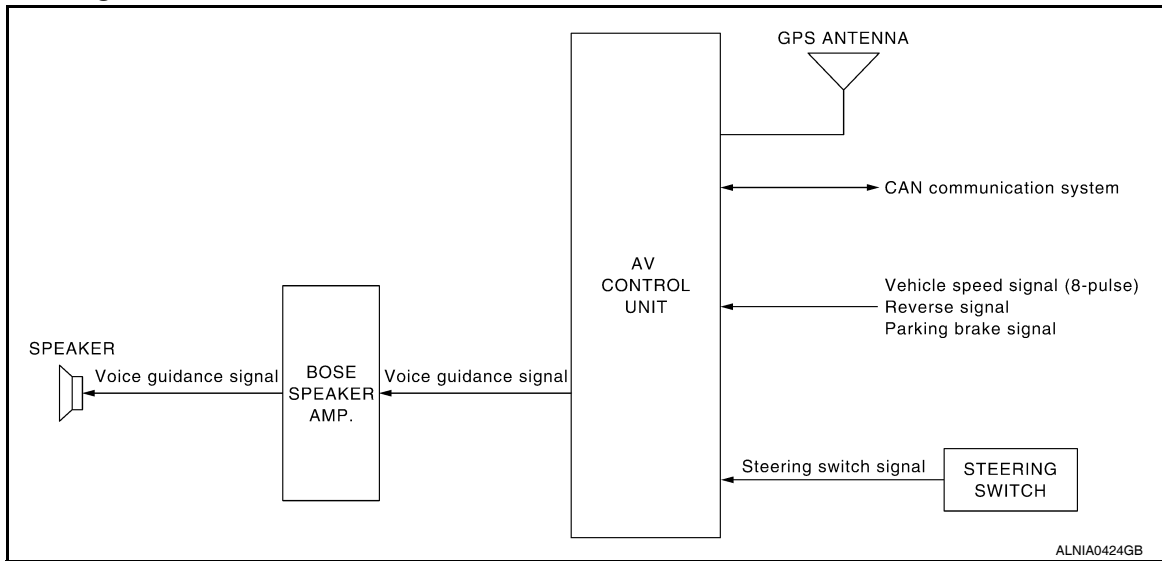 GPS ANTENNA
CAN communication system
AV
CONTROL
UNIT
Vehicle speed signal (8-pulse)
Reverse signal
Parking brake signal
SPEAKER
Voice guidance signal
BOSE
SPEAKER
AMP.
Voice guidance signal
Steering switch signal
STEERING
SWITCH
ALNIA0424GB